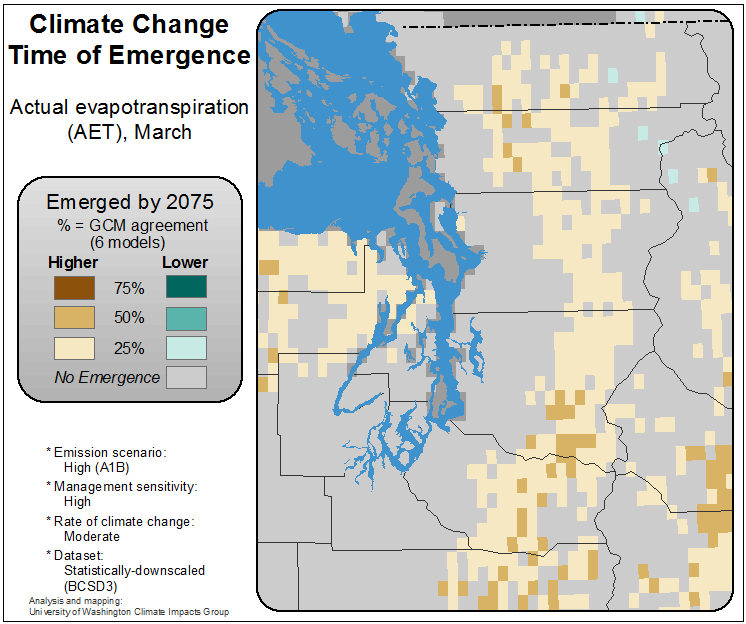 Climate Change
Time of Emergence
Actual evapotranspiration
(AET), March
Emerged by 2075
% = GCM agreement
(6 models)
Higher Lower
75%
50%
25%
No Emergence
* Emission scenario:
High (A1B)
* Management sensitivity:
High
* Rate of climate change:
Moderate
* Dataset:
Statistically-downscaled
(BCSD3)
Analysis and mapping:
University of Washington Climate Impacts Group